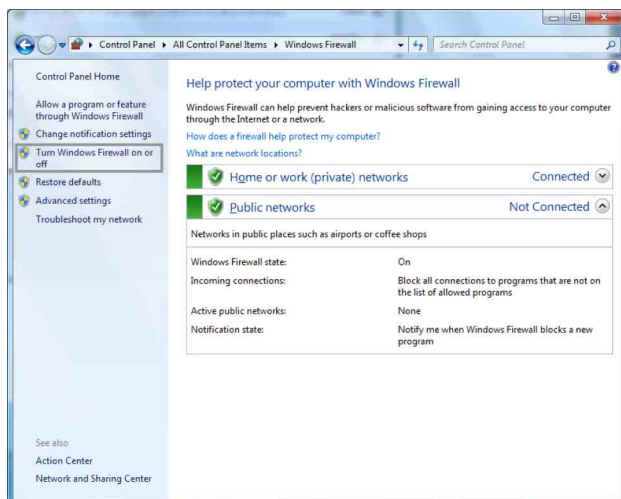 Control Panel ▸ All Control Panel Items ▸ Windows Firewall
Search Control Panel
Control Panel Home
Allow a program or feature
through Windows Firewall
Change notification settings
Turn Windows Firewall on or
off
Restore defaults
Advanced settings
Troubleshoot my network
See also
Action Center
Network and Sharing Center
Help protect your computer with Windows Firewall
Windows Firewall can help prevent hackers or malicious software from gaining access to your computer
through the Internet or a network.
How does a firewall help protect my computer?
What are network locations?
Home or work (private) networks Connected
Public networks Not Connected
Networks in public places such as airports or coffee shops
Windows Firewall state: On
Incoming connections: Block all connections to programs that are not on
the list of allowed programs
Active public networks: None
Notification state: Notify me when Windows Firewall blocks a new
program